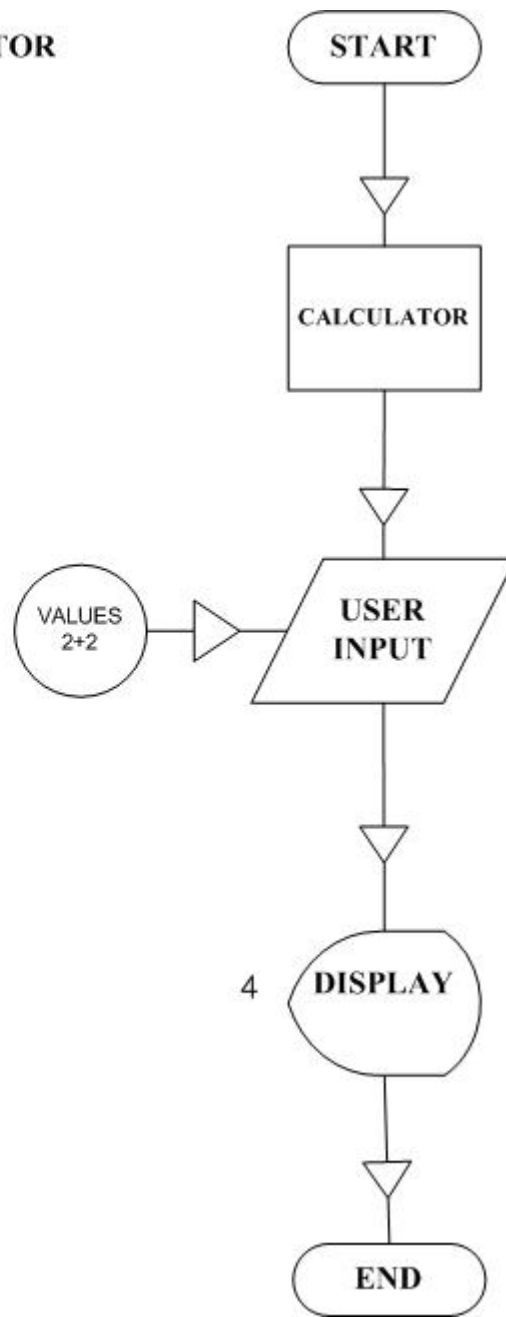 TOR
START
CALCULATOR
VALUES
2+2
USER
INPUT
4
DISPLAY
END